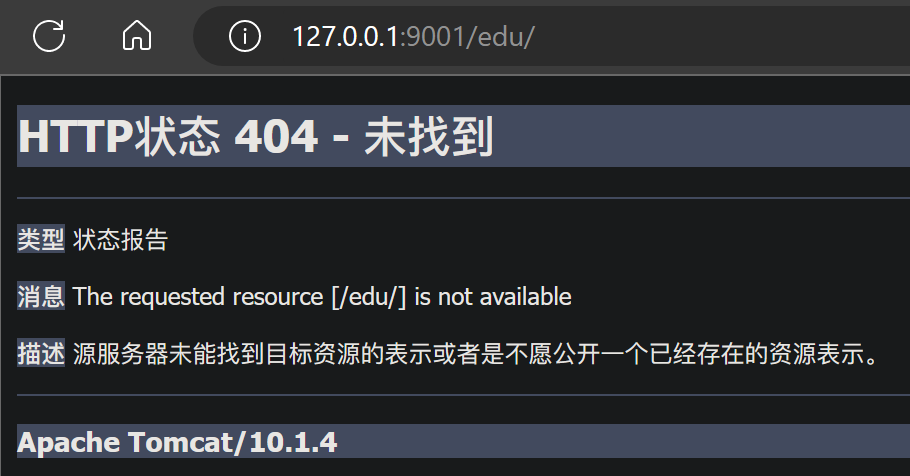 127.0.0.1:9001/edu/
HTTP状态 404 - 未找到
类型 状态报告
消息 The requested resource [/edu/] is not available
描述 源服务器未能找到目标资源的表示或者是不愿公开一个已经存在的资源表示。
Apache Tomcat/10.1.4